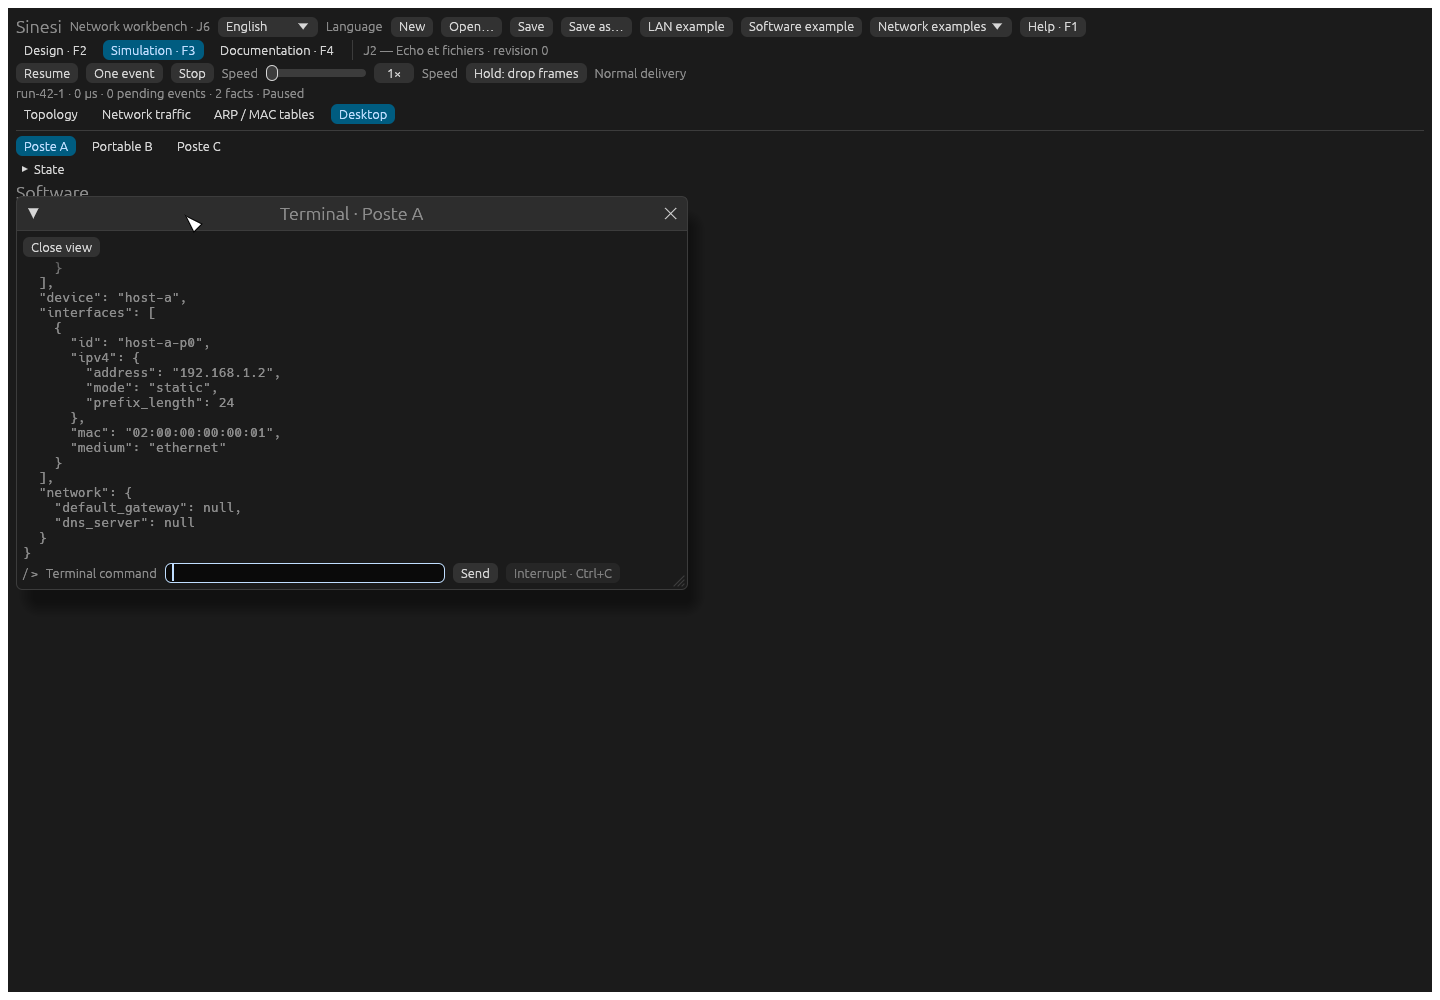 Sinesi Network workbench · J6 English Language New Open… Save Save as… LAN example Software example Network examples Help · F1
Design · F2 Simulation · F3 Documentation · F4 J2 — Echo et fichiers · revision 0
Resume One event Stop Speed 1× Speed Hold: drop frames Normal delivery
run-42-1 · 0 µs · 0 pending events · 2 facts · Paused
Topology Network traffic ARP / MAC tables Desktop
Poste A Portable B Poste C
State
Software
Terminal · Poste A
Close view
}
],
"device": "host-a",
"interfaces": [
{
"id": "host-a-p0",
"ipv4": {
"address": "192.168.1.2",
"mode": "static",
"prefix_length": 24
},
"mac": "02:00:00:00:00:01",
"medium": "ethernet"
}
],
"network": {
"default_gateway": null,
"dns_server": null
}
}
/ > Terminal command Send Interrupt · Ctrl+C